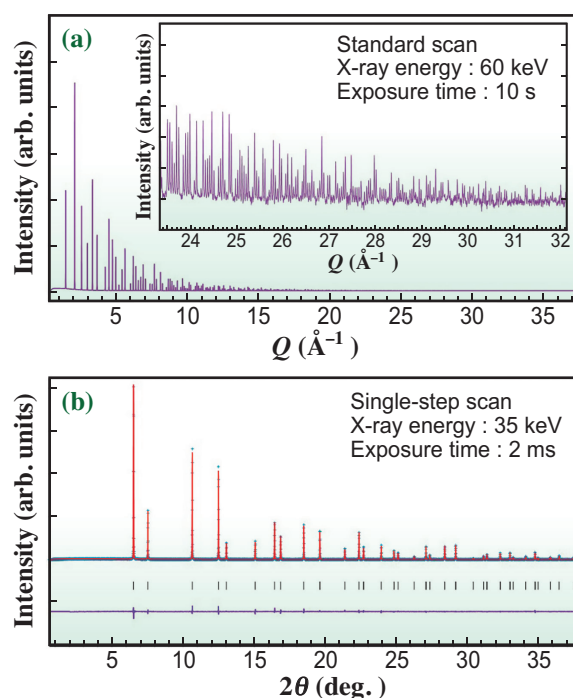 (a)
Intensity (arb. units)
Intensity (arb. units)
Standard scan
X-ray energy : 60 keV
Exposure time : 10 s
24 25 26 27 28 29 30 31 32
Q (Å⁻¹)
5 10 15 20 25 30 35
Q (Å⁻¹)
(b)
Intensity (arb. units)
Single-step scan
X-ray energy : 35 keV
Exposure time : 2 ms
5 10 15 20 25 30 35
2θ (deg.)